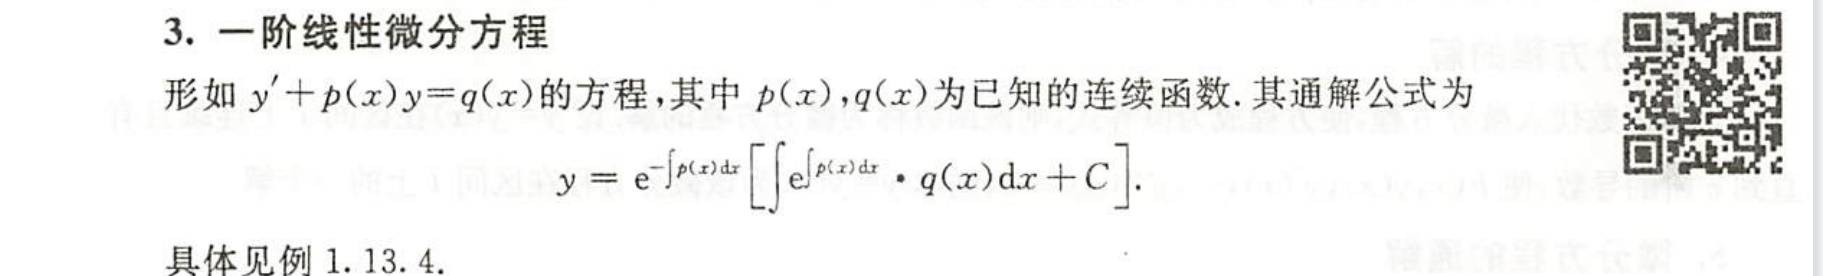 3. 一阶线性微分方程
形如 y′+p(x)y=q(x)的方程,其中 p(x),q(x)为已知的连续函数.其通解公式为
y = e^{-∫p(x)dx}[∫e^{∫p(x)dx}·q(x)dx+C].
具体见例 1.13.4.